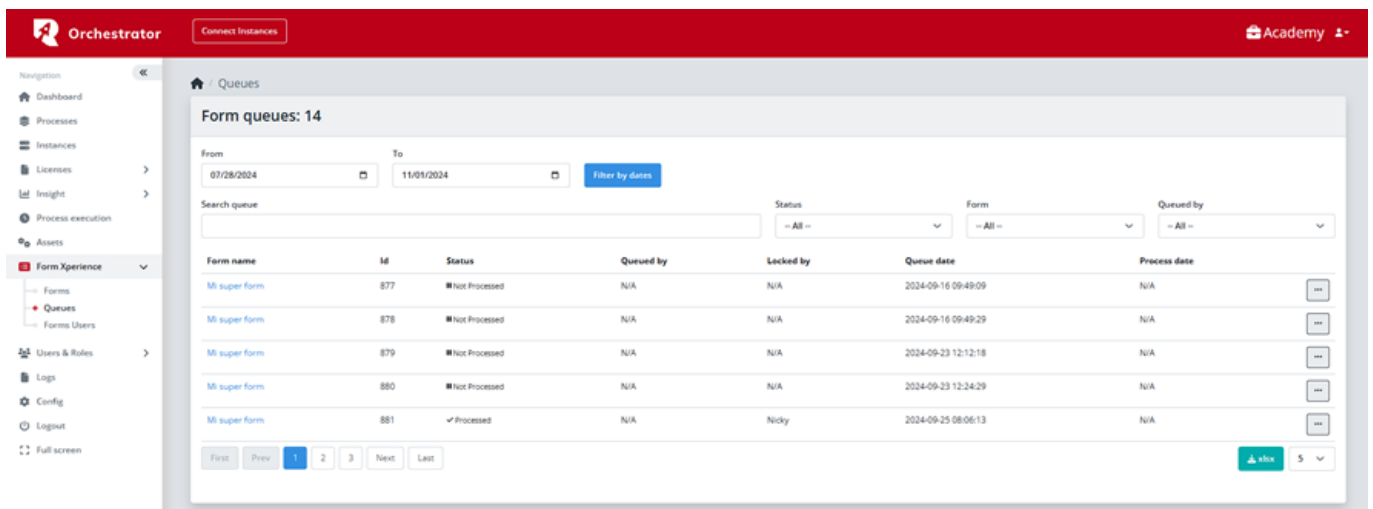 Orchestrator
Connect Instances
Academy
Navigation
Dashboard
Processes
Instances
Licenses
Insight
Process execution
Assets
Form Xperience
Forms
Queues
Forms Users
Users & Roles
Logs
Config
Logout
Full screen
/ Queues
Form queues: 14
From To
07/28/2024 11/01/2024 Filter by dates
Search queue Status Form Queued by
-- All -- -- All -- -- All --
Form name Id Status Queued by Locked by Queue date Process date
Mi super form 877 Not Processed N/A N/A 2024-09-16 09:49:09 N/A
Mi super form 878 Not Processed N/A N/A 2024-09-16 09:49:29 N/A
Mi super form 879 Not Processed N/A N/A 2024-09-23 12:12:18 N/A
Mi super form 880 Not Processed N/A N/A 2024-09-23 12:24:29 N/A
Mi super form 881 Processed N/A Nicky 2024-09-25 08:06:13 N/A
First Prev 1 2 3 Next Last xlsx 5